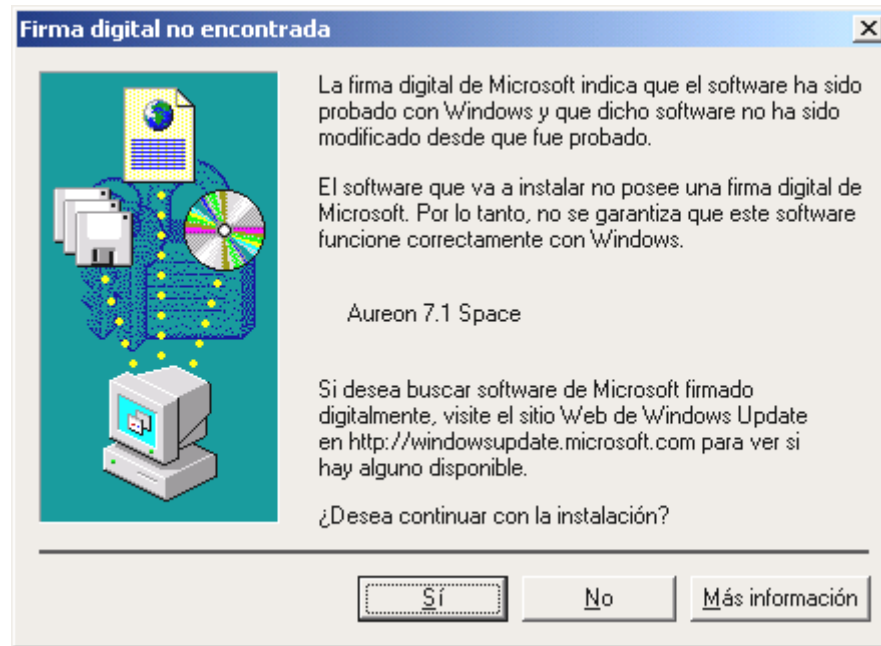 Firma digital no encontrada
La firma digital de Microsoft indica que el software ha sido
probado con Windows y que dicho software no ha sido
modificado desde que fue probado.
El software que va a instalar no posee una firma digital de
Microsoft. Por lo tanto, no se garantiza que este software
funcione correctamente con Windows.
Aureon 7.1 Space
Si desea buscar software de Microsoft firmado
digitalmente, visite el sitio Web de Windows Update
en http://windowsupdate.microsoft.com para ver si
hay alguno disponible.
¿Desea continuar con la instalación?
Sí
No
Más información